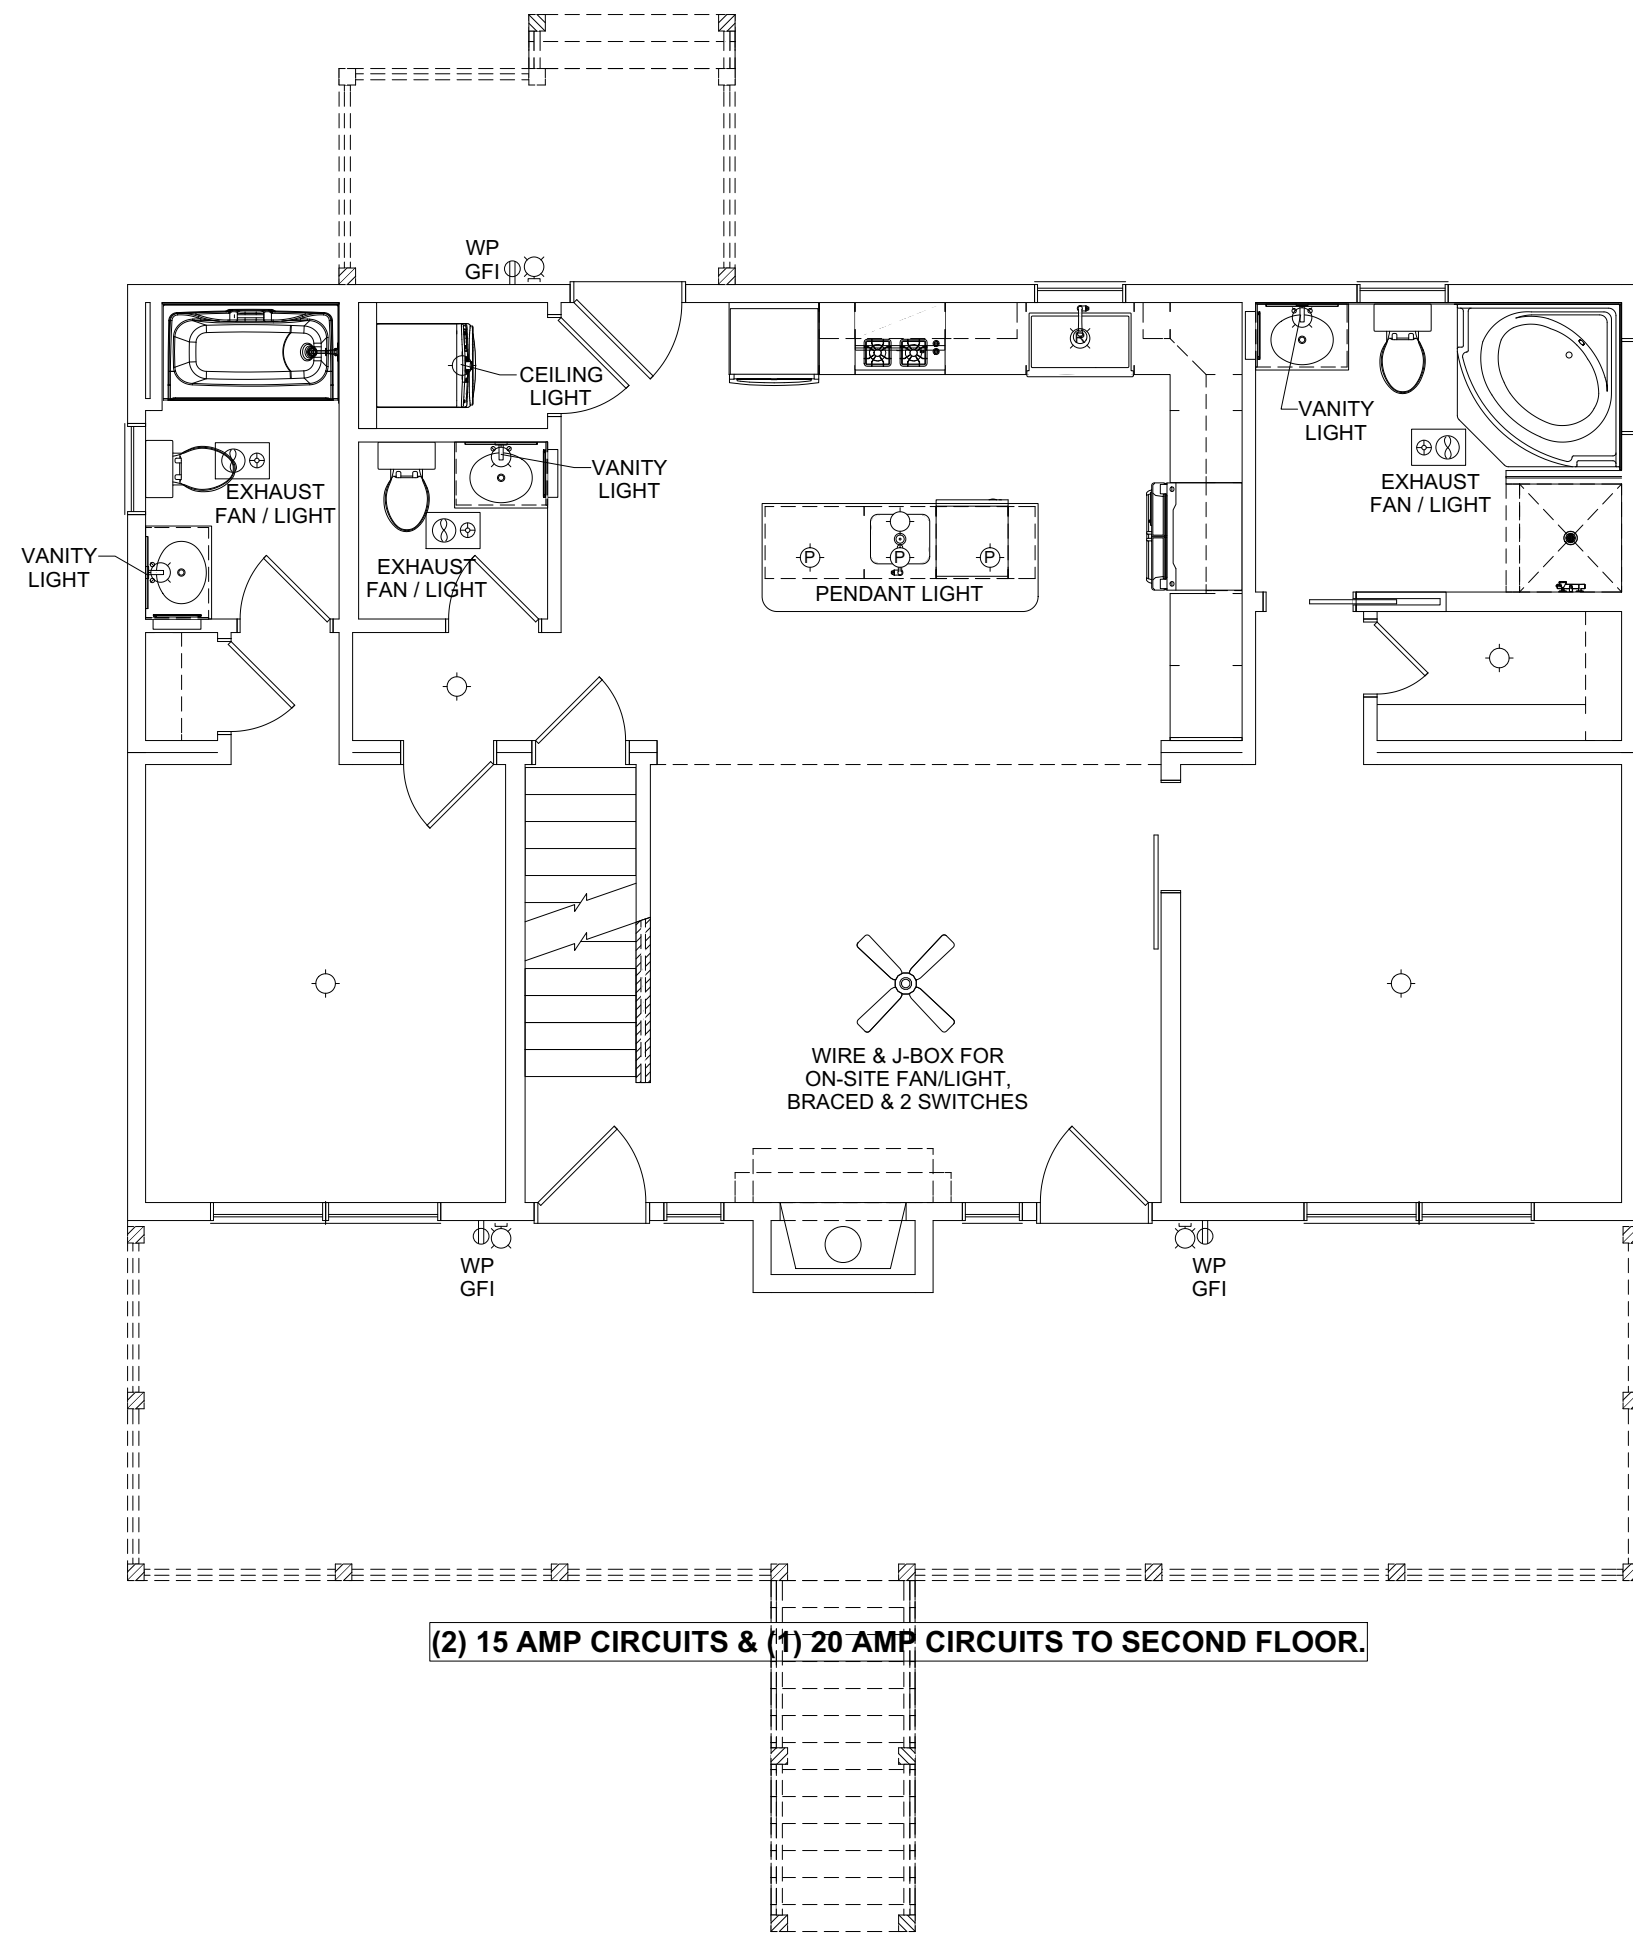 WP
GFI
CEILING
LIGHT
VANITY
LIGHT
VANITY
LIGHT
EXHAUST
FAN / LIGHT
EXHAUST
FAN / LIGHT
VANITY
LIGHT
EXHAUST
FAN / LIGHT
R
P
P
P
PENDANT LIGHT
WIRE & J-BOX FOR
ON-SITE FAN/LIGHT,
BRACED & 2 SWITCHES
WP
GFI
WP
GFI
(2) 15 AMP CIRCUITS & (1) 20 AMP CIRCUITS TO SECOND FLOOR.